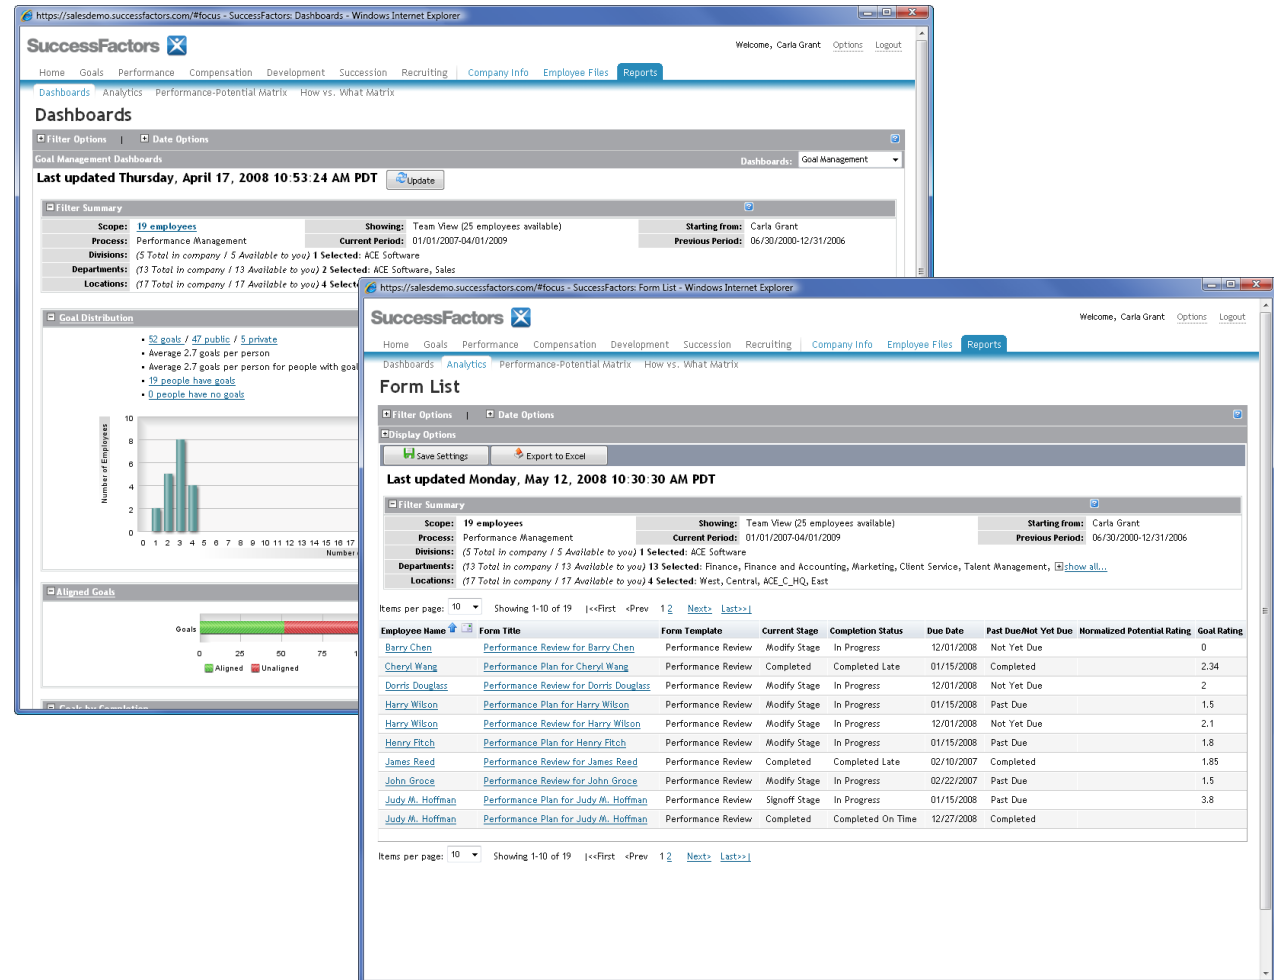 https://salesdemo.successfactors.com/#focus - SuccessFactors: Dashboards - Windows Internet Explorer
SuccessFactors
Welcome, Carla Grant Options Logout
Home Goals Performance Compensation Development Succession Recruiting Company Info Employee Files Reports
Dashboards Analytics Performance-Potential Matrix How vs. What Matrix
Dashboards
Filter Options | Date Options
Goal Management Dashboards Dashboards: Goal Management
Last updated Thursday, April 17, 2008 10:53:24 AM PDT Update
Filter Summary
Scope: 19 employees Showing: Team View (25 employees available) Starting from: Carla Grant
Process: Performance Management Current Period: 01/01/2007-04/01/2009 Previous Period: 06/30/2000-12/31/2006
Divisions: (5 Total in company / 5 Available to you) 1 Selected: ACE Software
Departments: (13 Total in company / 13 Available to you) 2 Selected: ACE Software, Sales
Locations: (17 Total in company / 17 Available to you) 4
Goal Distribution
• 52 goals / 47 public / 5 private
• Average 2.7 goals per person
• Average 2.7 goals per person for people with
• 19 people have goals
• 0 people have no goals
Number of Employees
10
8
6
4
2
0
0 1 2 3 4 5 6 7 8 9 10 11 12 13 14 15 16 17
Number
Aligned Goals
Goals
0 25 50 75
Aligned Unaligned
Goals by Completion
https://salesdemo.successfactors.com/#focus - SuccessFactors: Form List - Windows Internet Explorer
SuccessFactors
Welcome, Carla Grant Options Logout
Home Goals Performance Compensation Development Succession Recruiting Company Info Employee Files Reports
Dashboards Analytics Performance-Potential Matrix How vs. What Matrix
Form List
Filter Options | Date Options
Display Options
Save Settings Export to Excel
Last updated Monday, May 12, 2008 10:30:30 AM PDT
Filter Summary
Scope: 19 employees Showing: Team View (25 employees available) Starting from: Carla Grant
Process: Performance Management Current Period: 01/01/2007-04/01/2009 Previous Period: 06/30/2000-12/31/2006
Divisions: (5 Total in company / 5 Available to you) 1 Selected: ACE Software
Departments: (13 Total in company / 13 Available to you) 13 Selected: Finance, Finance and Accounting, Marketing, Client Service, Talent Management, show all...
Locations: (17 Total in company / 17 Available to you) 4 Selected: West, Central, ACE_C_HQ, East
Items per page: 10 Showing 1-10 of 19 |<<First <Prev 1 2 Next> Last>>|
Employee Name Form Title Form Template Current Stage Completion Status Due Date Past Due/Not Yet Due Normalized Potential Rating Goal Rating
Barry Chen Performance Review for Barry Chen Performance Review Modify Stage In Progress 12/01/2008 Not Yet Due 0
Cheryl Wang Performance Plan for Cheryl Wang Performance Review Completed Completed Late 01/15/2008 Completed 2.34
Dorris Douglass Performance Review for Dorris Douglass Performance Review Modify Stage In Progress 12/01/2008 Not Yet Due 2
Harry Wilson Performance Plan for Harry Wilson Performance Review Modify Stage In Progress 01/15/2008 Past Due 1.5
Harry Wilson Performance Review for Harry Wilson Performance Review Modify Stage In Progress 12/01/2008 Not Yet Due 2.1
Henry Fitch Performance Plan for Henry Fitch Performance Review Modify Stage In Progress 01/15/2008 Past Due 1.8
James Reed Performance Review for James Reed Performance Review Completed Completed Late 02/10/2007 Completed 1.85
John Groce Performance Review for John Groce Performance Review Modify Stage In Progress 02/22/2007 Past Due 1.5
Judy M. Hoffman Performance Plan for Judy M. Hoffman Performance Review Signoff Stage In Progress 01/15/2008 Past Due 3.8
Judy M. Hoffman Performance Plan for Judy M. Hoffman Performance Review Completed Completed On Time 12/27/2008 Completed
Items per page: 10 Showing 1-10 of 19 |<<First <Prev 1 2 Next> Last>>|